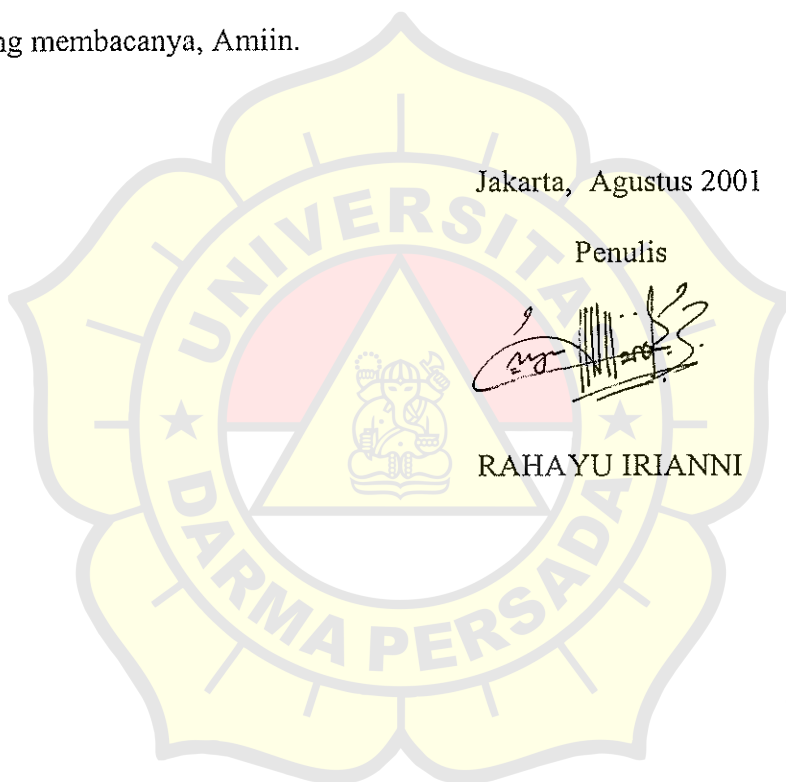 ng membacanya, Amiin.
Jakarta, Agustus 2001
Penulis
RAHAYU IRIANNI
UNIVERSITAS
DARMA PERSADA